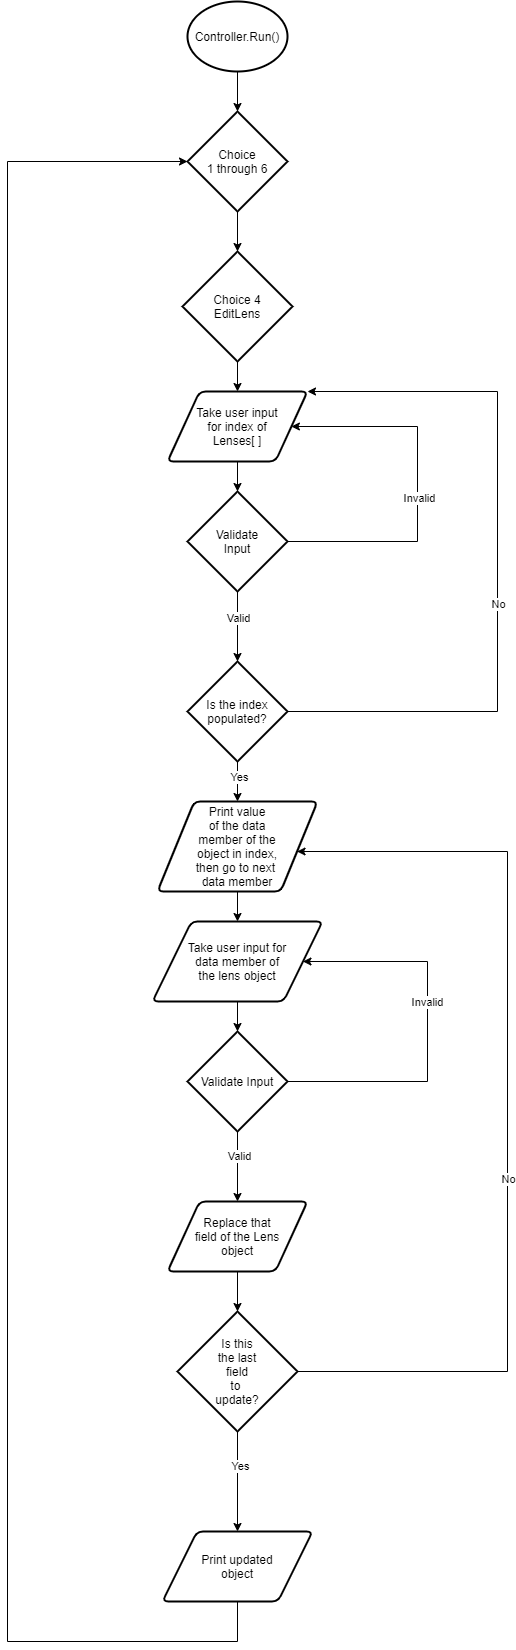 Controller.Run()
Choice
1 through 6
Choice 4
EditLens
Take user input
for index of
Lenses[ ]
Invalid
Validate
Input
No
Valid
Is the index
populated?
Yes
Print value
of the data
member of the
object in index,
then go to next
data member
Take user input for
data member of
the lens object
Invalid
Validate Input
Valid
No
Replace that
field of the Lens
object
Is this
the last
field
to
update?
Yes
Print updated
object